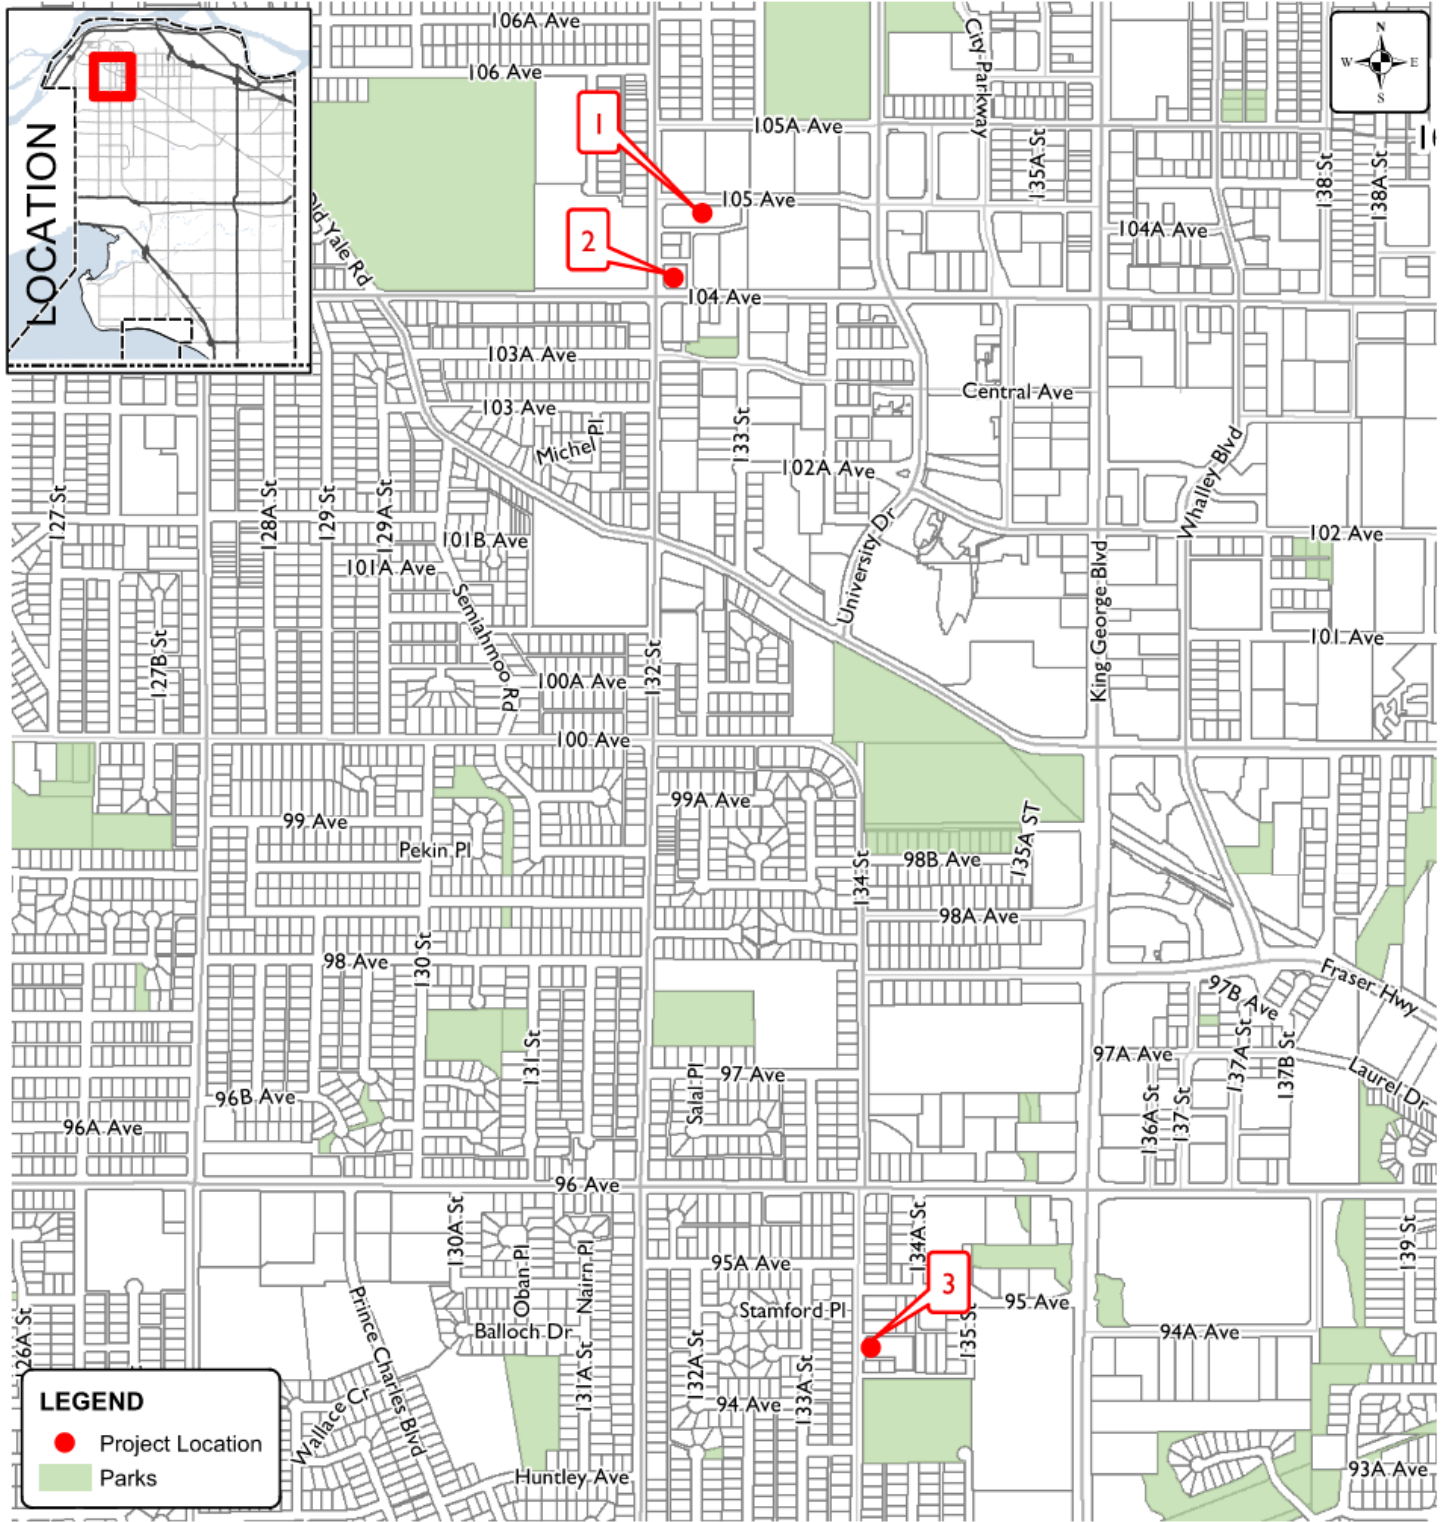 106A Ave
City Parkway
N
W
E
S
106 Ave
LOCATION
1
105A Ave
135A St
138 St
138A St
105 Ave
Old Yale Rd
2
104A Ave
104 Ave
103A Ave
Central Ave
103 Ave
Michel Pl
133 St
102A Ave
Whalley Blvd
127 St
128A St
129 St
129A St
University Dr
102 Ave
101B Ave
101A Ave
King George Blvd
Semiahmoo Rd
101 Ave
127B St
132 St
100A Ave
100 Ave
99A Ave
99 Ave
135A ST
Pekin Pl
98B Ave
134 St
98A Ave
98 Ave
130 St
Fraser Hwy
97B Ave
131 St
97A Ave
137A St
137B St
97 Ave
Salal Pl
Laurel Dr
96B Ave
136A St
137 St
96A Ave
96 Ave
130A St
134A St
139 St
Oban Pl
Nairn Pl
95A Ave
3
95 Ave
Stamford Pl
Prince Charles Blvd
Balloch Dr
135 St
94A Ave
26A St
132A St
131A St
133A St
94 Ave
Wallace Cr
LEGEND
Project Location
Parks
Huntley Ave
93A Ave